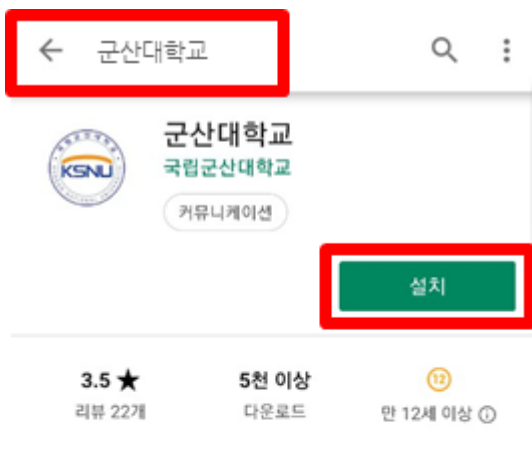 군산대학교
군산대학교
KSNU
국립군산대학교
커뮤니케이션
설치
3.5 ★
5천 이상
12
리뷰 22개
다운로드
만 12세 이상